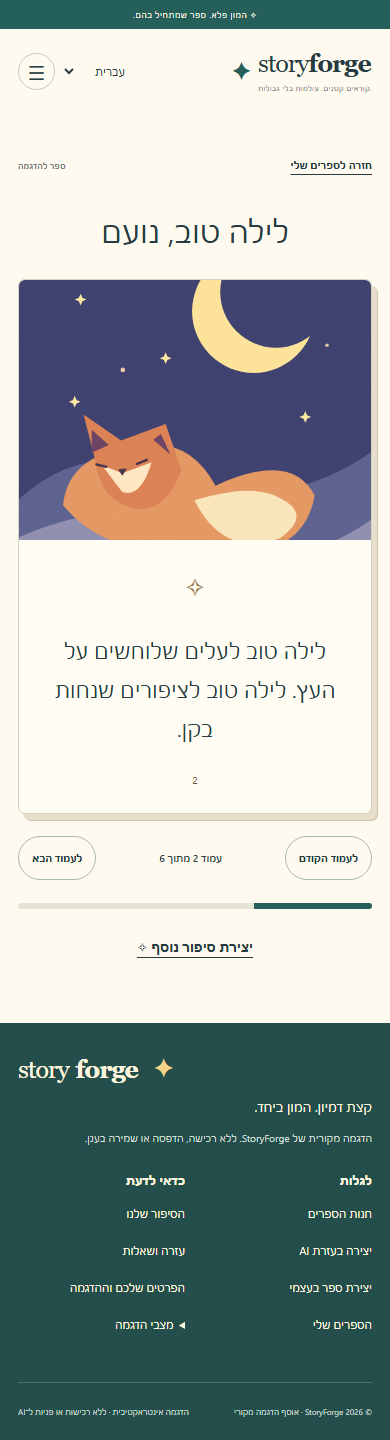 ✧ המון פלא. ספר שמתחיל בהם.
storyforge
קוראים קטנים. עולמות בלי גבולות.
עברית
חזרה לספרים שלי
ספר להדגמה
לילה טוב, נועם
לילה טוב לעלים שלוחשים על
העץ. לילה טוב לציפורים שנחות
בקן.
2
לעמוד הקודם
עמוד 2 מתוך 6
לעמוד הבא
יצירת סיפור נוסף ✧
story forge
קצת דמיון. המון ביחד.
הדגמה מקורית של StoryForge. ללא רכישה, הדפסה או שמירה בענן.
לגלות
חנות הספרים
יצירה בעזרת AI
יצירת ספר בעצמי
הספרים שלי
כדאי לדעת
הסיפור שלנו
עזרה ושאלות
הפרטים שלכם וההדגמה
◀ מצבי הדגמה
© 2026 StoryForge · אוסף הדגמה מקורי
הדגמה אינטראקטיבית · ללא רכישות או פניות ל־AI